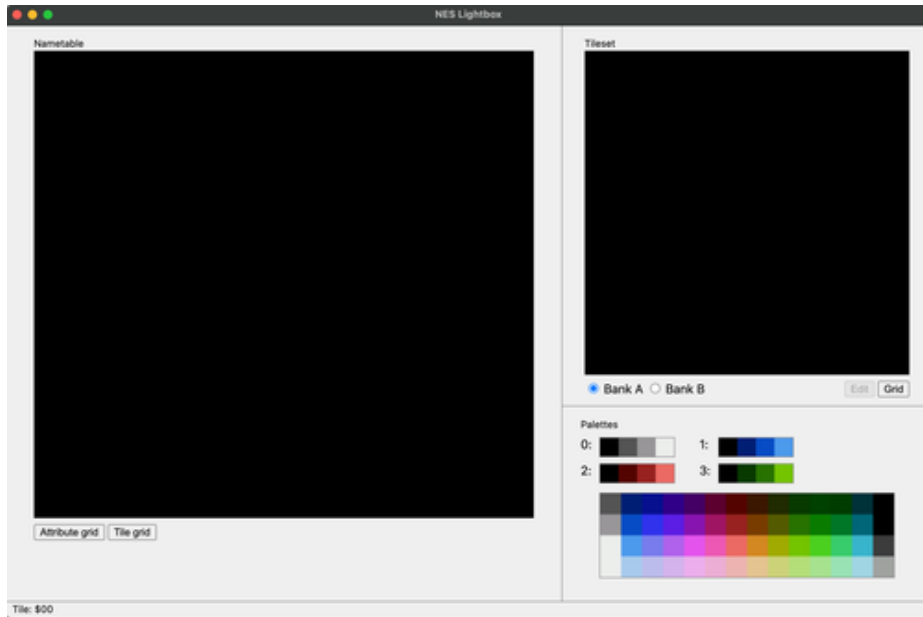 NES Lightbox
Nametable
Tileset
Bank A Bank B Edit Grid
Palettes
0: 1:
2: 3:
Attribute grid Tile grid
Tile: $00